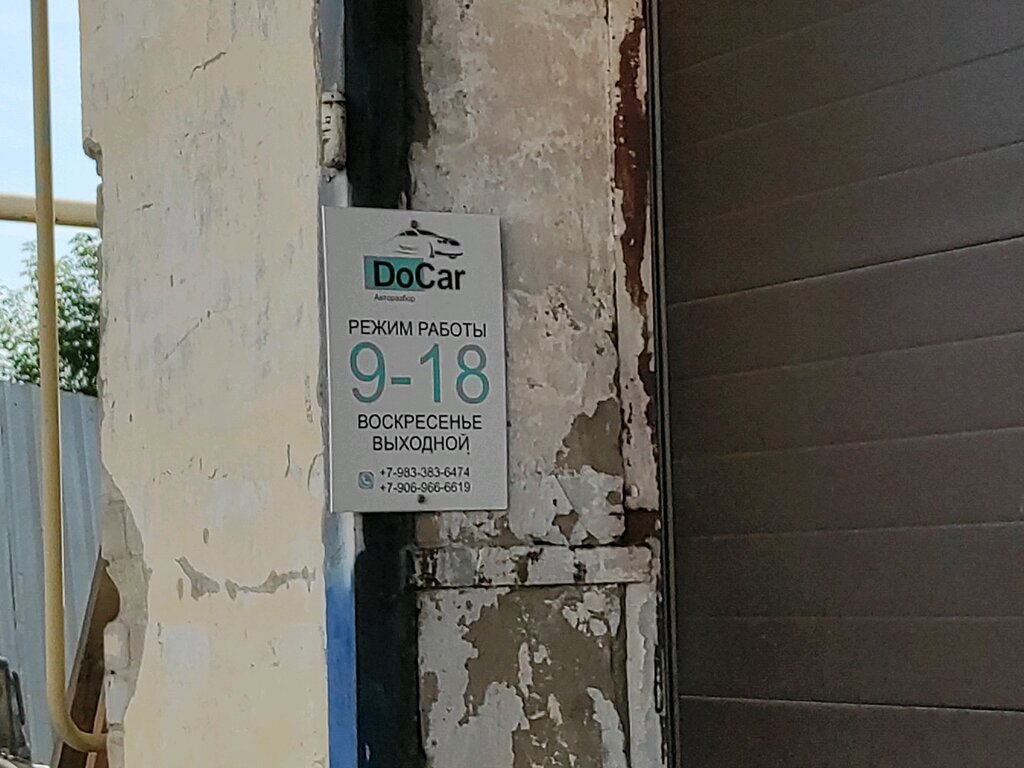 DoCar
Авторазбор
РЕЖИМ РАБОТЫ
9-18
ВОСКРЕСЕНЬЕ
ВЫХОДНОЙ
+7-983-383-6474
+7-906-966-6619